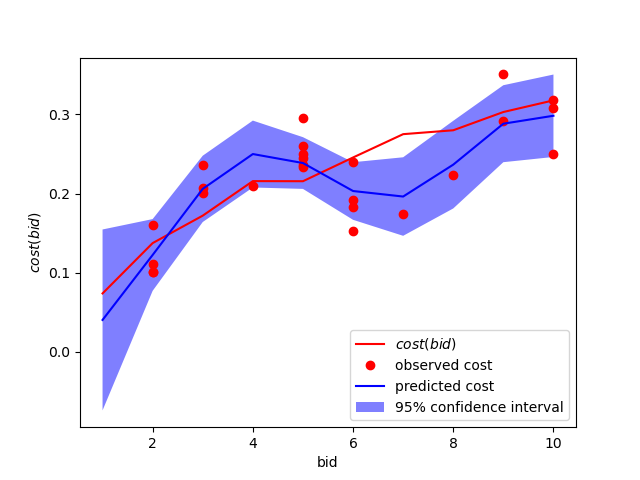 0.3
0.2
0.1
0.0
cost(bid)
2
4
6
8
10
bid
cost(bid)
observed cost
predicted cost
95% confidence interval